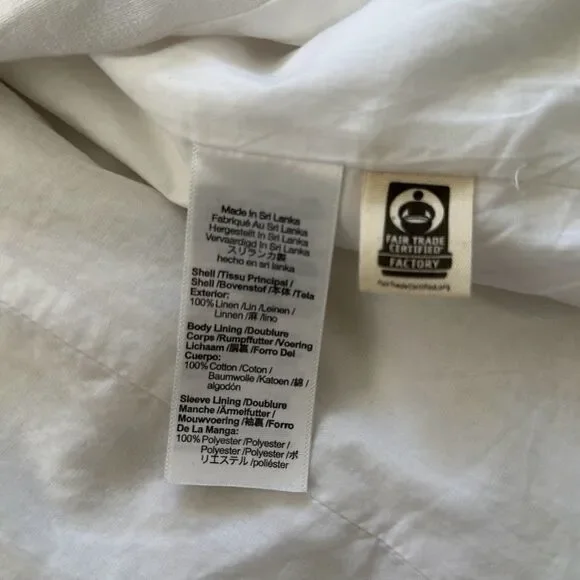 Made in Sri Lanka
Fabriqué Au Sri Lanka
Hergestellt In Sri Lanka
Vervaardigd In Sri Lanka
スリランカ製
hecho en sri lanka
Shell /Tissu Principal /
Shell /Bovenstof /本体 /Tela
Exterior:
100% Linen /Lin /Leinen /
Linnen /麻 /lino
Body Lining /Doublure
Corps /Rumpffutter /Voering
Lichaam /胴裏 /Forro Del
Cuerpo:
100% Cotton /Coton /
Baumwolle /Katoen /綿 /
algodón
Sleeve Lining /Doublure
Manche /Ärmelfutter /
Mouwvoering /袖裏 /Forro
De La Manga:
100% Polyester /Polyester /
Polyester /Polyester /ポ
リエステル /poliéster
FAIR TRADE
CERTIFIED
FACTORY
FairTradeCertified.org